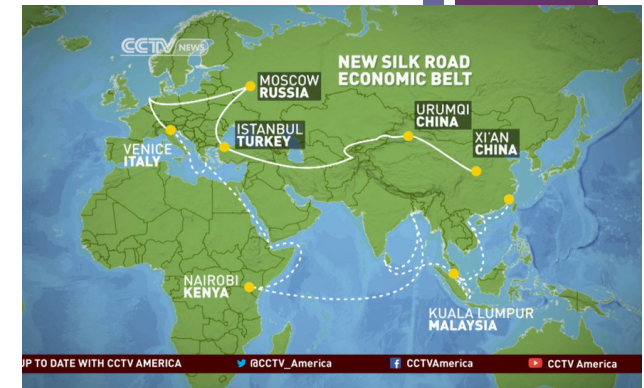 CCTV NEWS
NEW SILK ROAD
ECONOMIC BELT
MOSCOW
RUSSIA
URUMQI
CHINA
XI'AN
CHINA
ISTANBUL
TURKEY
VENICE
ITALY
NAIROBI
KENYA
KUALA LUMPUR
MALAYSIA
UP TO DATE WITH CCTV AMERICA @CCTV_America CCTVAmerica CCTV America